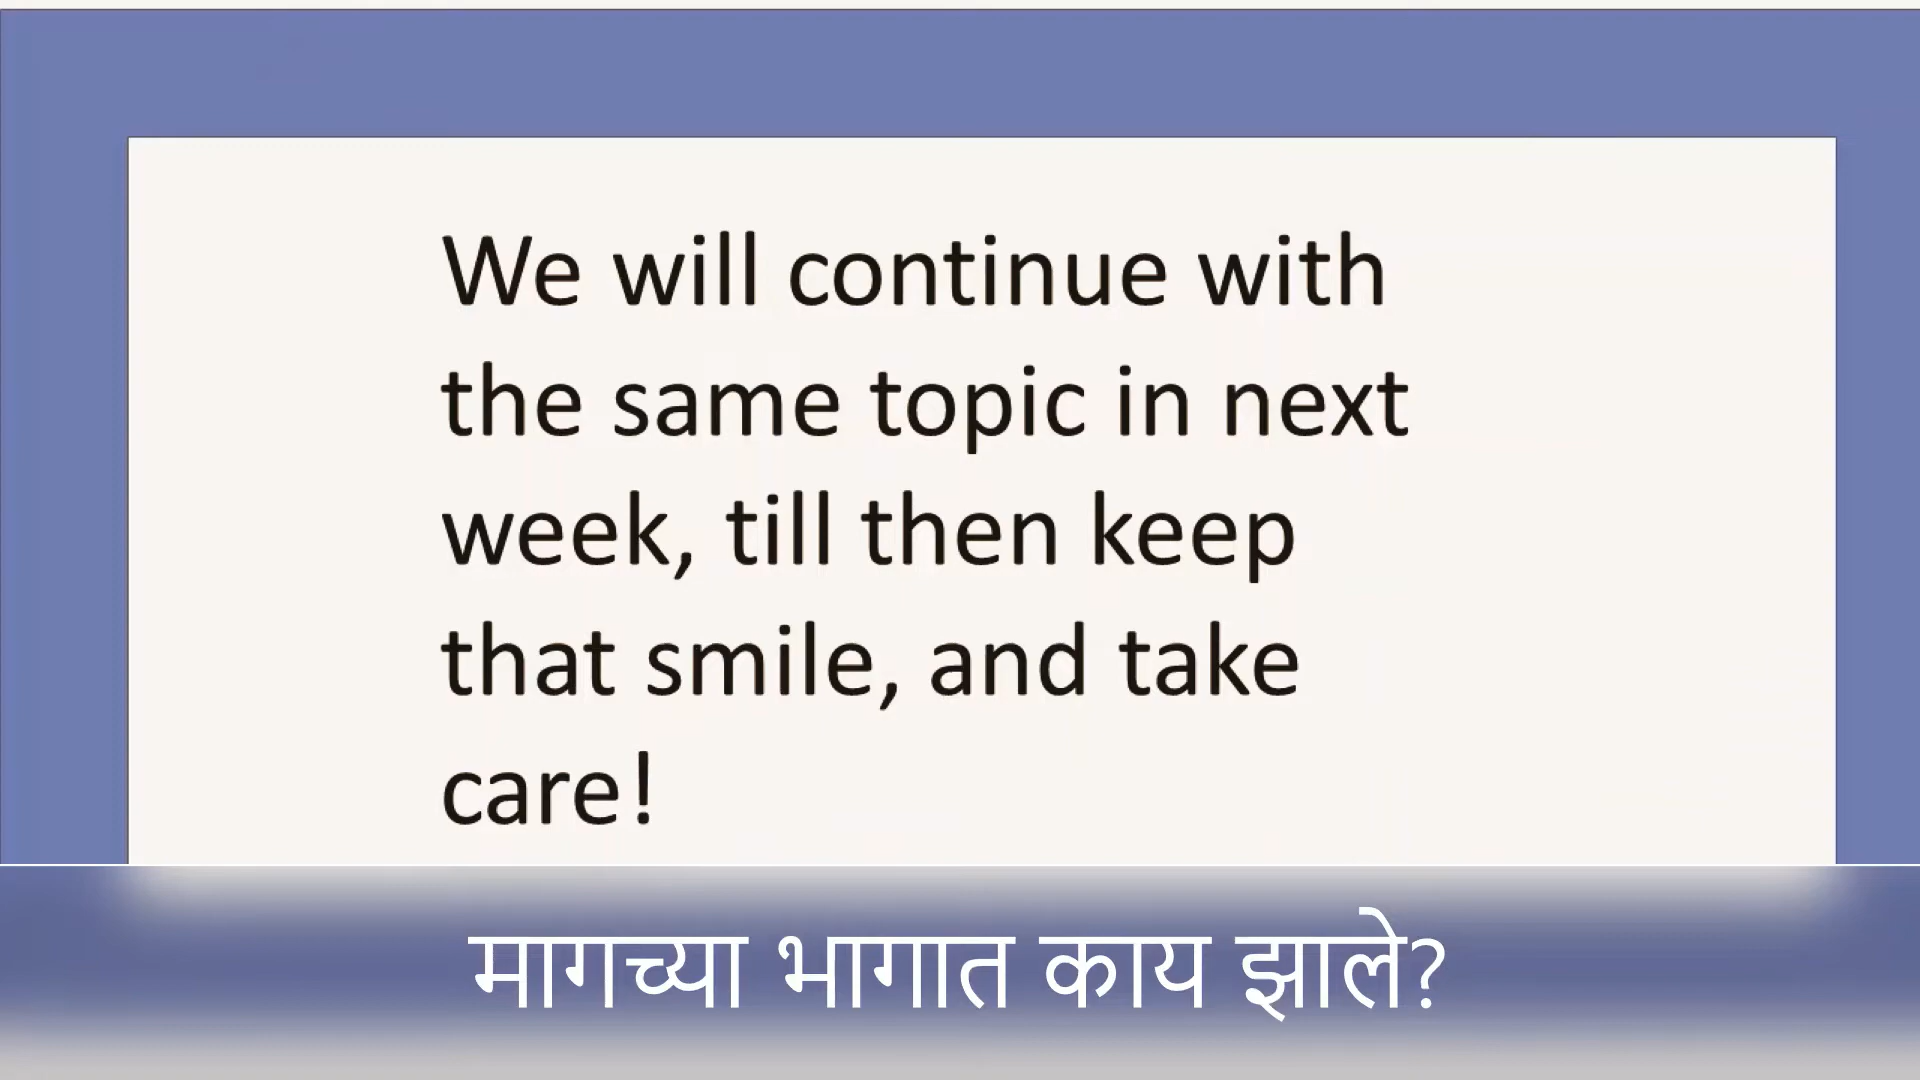 We will continue with
the same topic in next
week, till then keep
that smile, and take
care!
मागच्या भागात काय झाले?